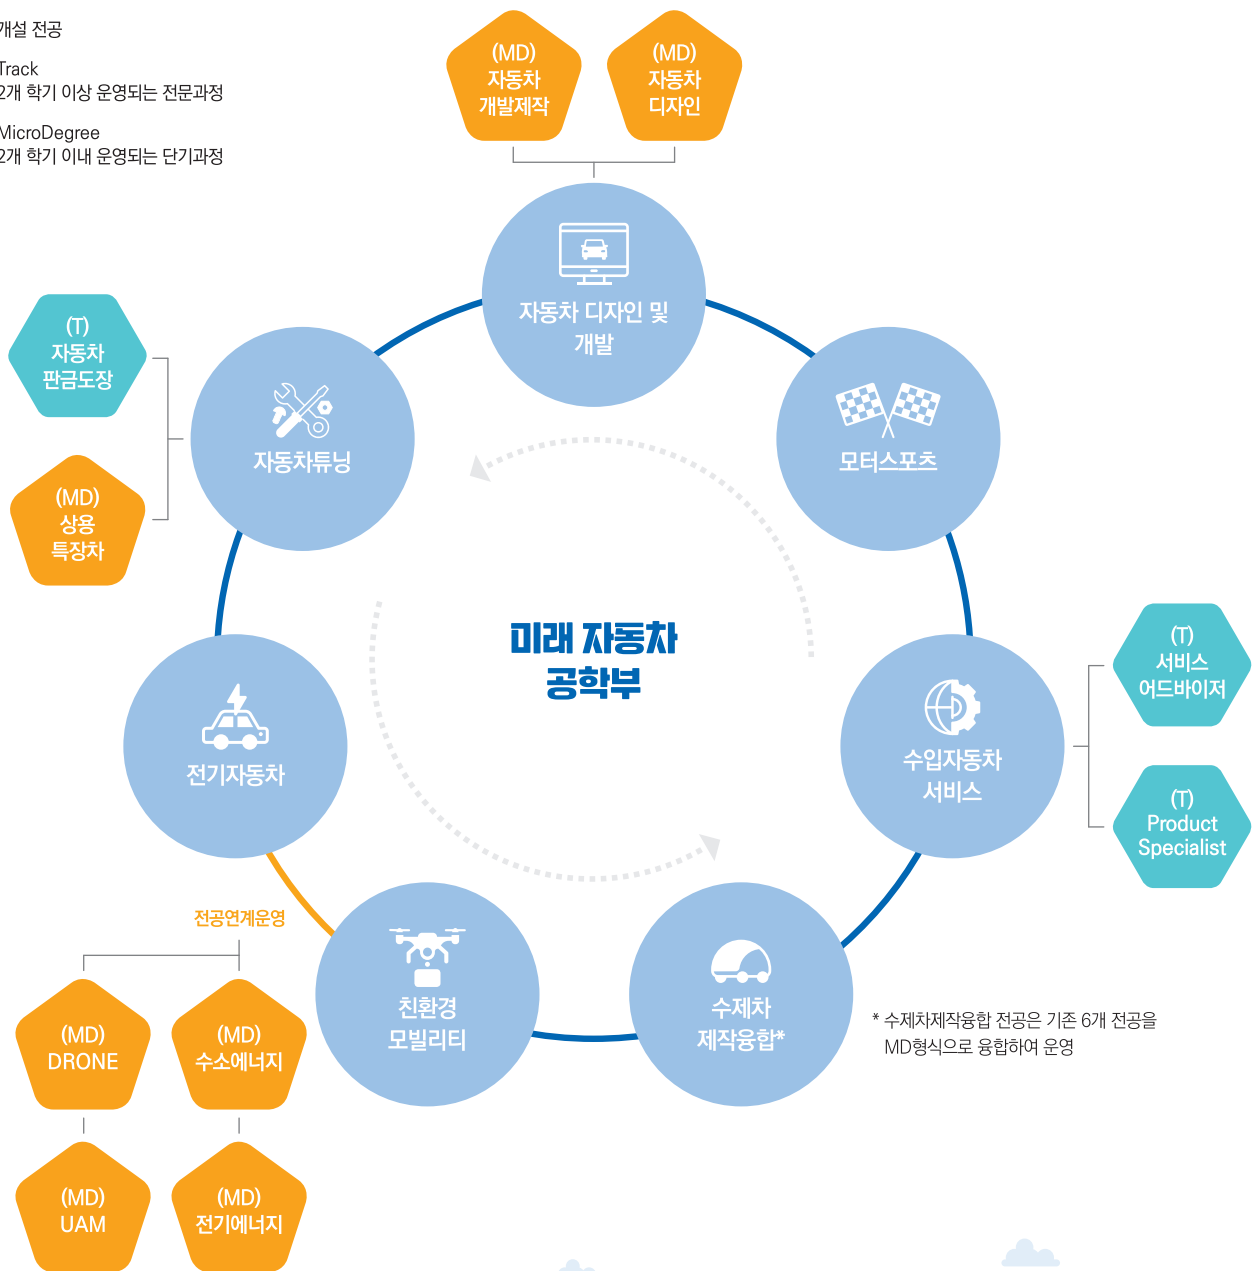 개설 전공
Track
2개 학기 이상 운영되는 전문과정
MicroDegree
2개 학기 이내 운영되는 단기과정
(MD)
자동차
개발제작
(MD)
자동차
디자인
자동차 디자인 및
개발
(T)
자동차
판금도장
(MD)
상용
특장차
자동차튜닝
모터스포츠
미래 자동차
공학부
전기자동차
수입자동차
서비스
(T)
서비스
어드바이저
(T)
Product
Specialist
전공연계운영
(MD)
DRONE
(MD)
수소에너지
(MD)
UAM
(MD)
전기에너지
친환경
모빌리티
수제차
제작융합*
* 수제차제작융합 전공은 기존 6개 전공을
MD형식으로 융합하여 운영